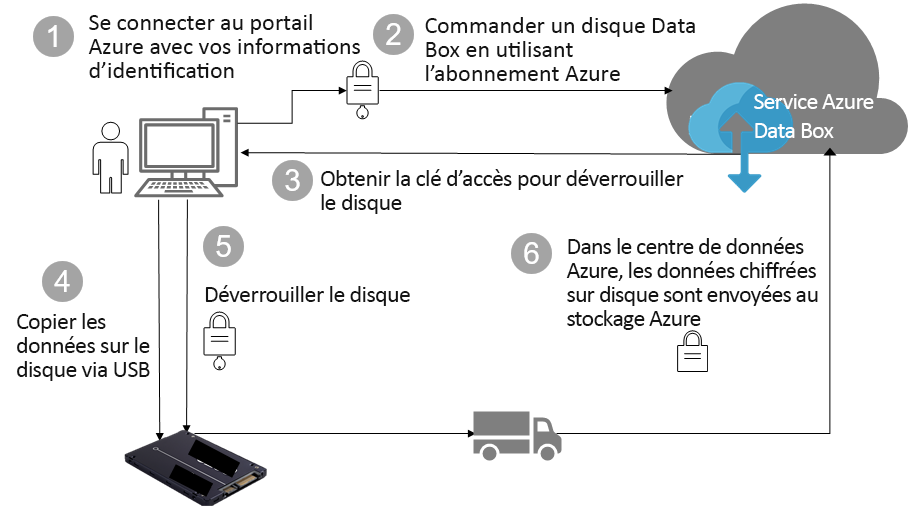 1
Se connecter au portail
Azure avec vos informations
d’identification
2
Commander un disque Data
Box en utilisant
l’abonnement Azure
Service Azure
Data Box
3
Obtenir la clé d’accès pour déverrouiller
le disque
4
Copier les
données sur le
disque via USB
5
Déverrouiller le disque
6
Dans le centre de données
Azure, les données chiffrées
sur disque sont envoyées au
stockage Azure